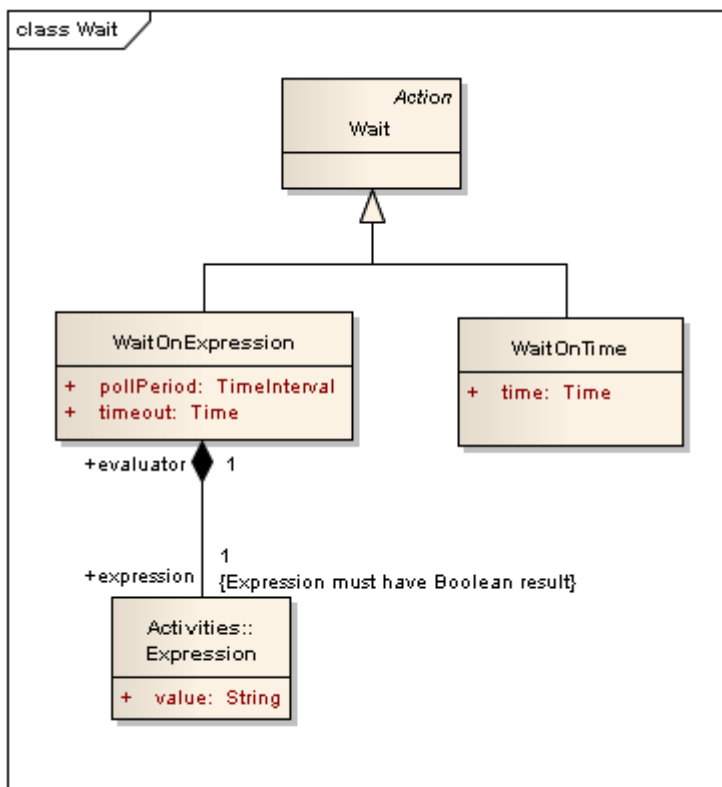 class Wait
Action
Wait
WaitOnExpression
+ pollPeriod: TimeInterval
+ timeout: Time
WaitOnTime
+ time: Time
+evaluator
1
1
+expression
{Expression must have Boolean result}
Activities::
Expression
+ value: String